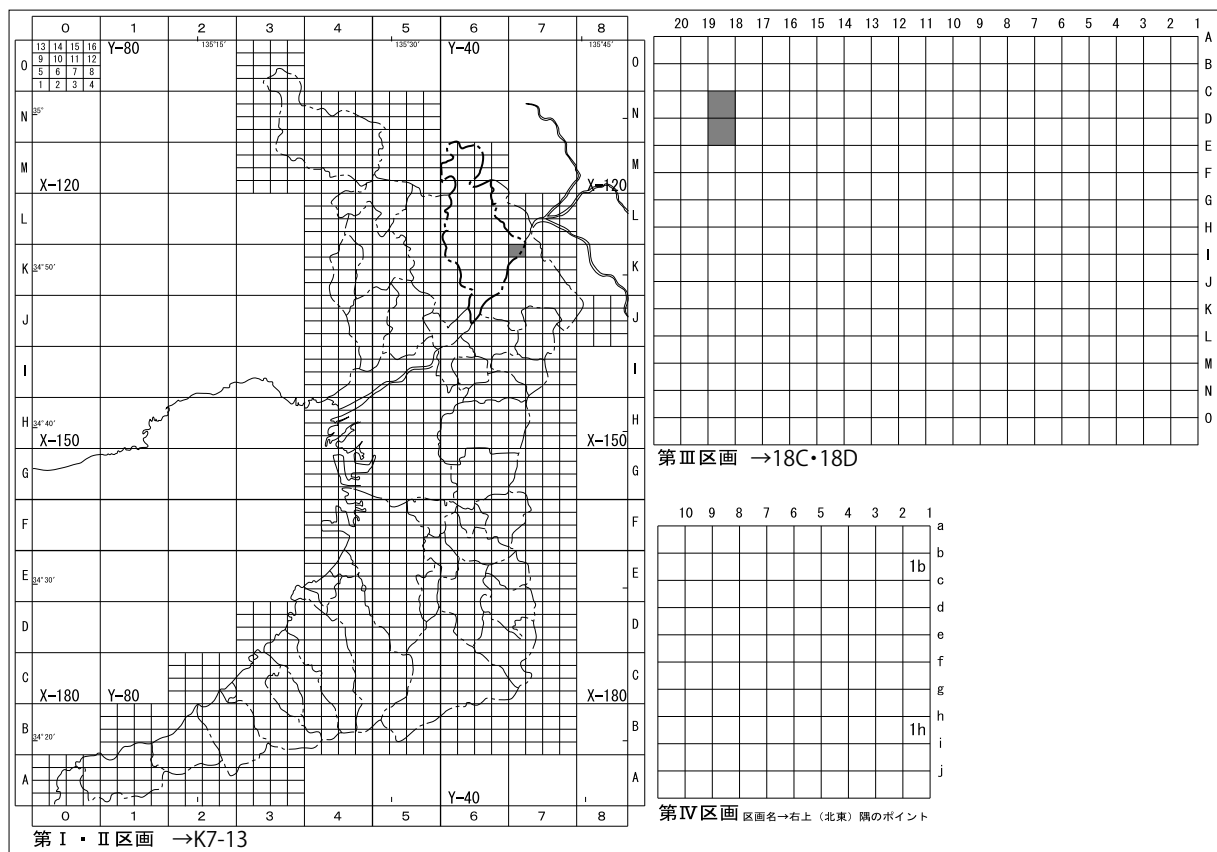 0 1 2 3 4 5 6 7 8
Y-80 135°15′ 135°30′ Y-40 135°45′
13 14 15 16
9 10 11 12
5 6 7 8
1 2 3 4
O O
N 35° N
M M
X-120 X-120
L L
K 34°50′ K
J J
I I
H 34°40′ H
X-150 X-150
G G
F F
E 34°30′ E
D D
C C
X-180 Y-80 X-180
B 34°20′ B
A A
Y-40
0 1 2 3 4 5 6 7 8
第Ⅰ・Ⅱ区画 →K7-13
20 19 18 17 16 15 14 13 12 11 10 9 8 7 6 5 4 3 2 1
A
B
C
D
E
F
G
H
I
J
K
L
M
N
O
第Ⅲ区画 →18C・18D
10 9 8 7 6 5 4 3 2 1
a
b
1b
c
d
e
f
g
h
1h
i
j
第Ⅳ区画 区画名→右上（北東）隅のポイント